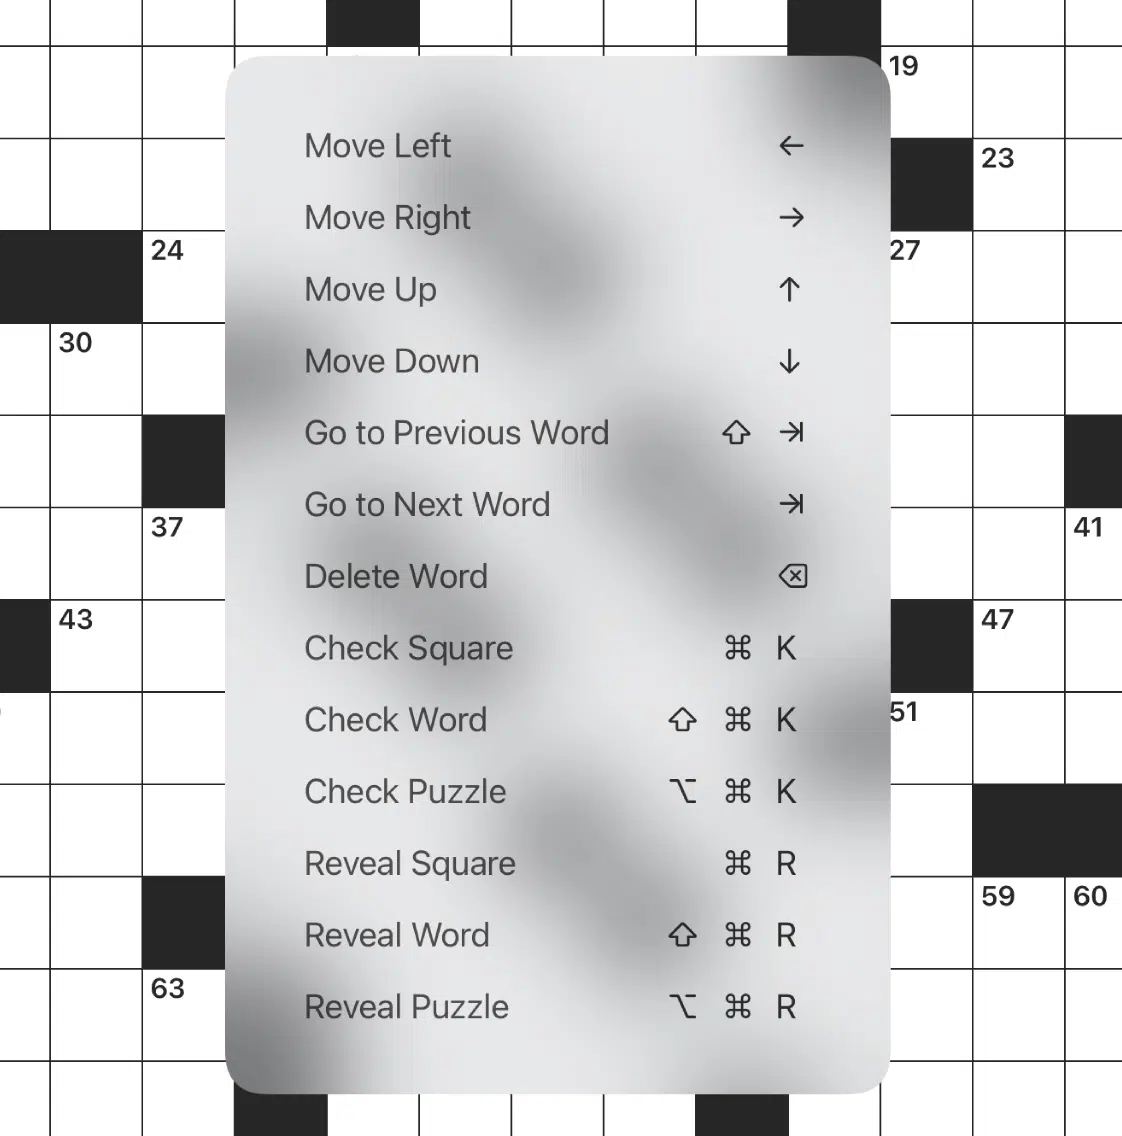 19
23
24
27
30
37
41
43
47
51
59 60
63
Move Left ←
Move Right →
Move Up ↑
Move Down ↓
Go to Previous Word ⇧ ⇥
Go to Next Word ⇥
Delete Word ⌫
Check Square ⌘ K
Check Word ⇧ ⌘ K
Check Puzzle ⌥ ⌘ K
Reveal Square ⌘ R
Reveal Word ⇧ ⌘ R
Reveal Puzzle ⌥ ⌘ R